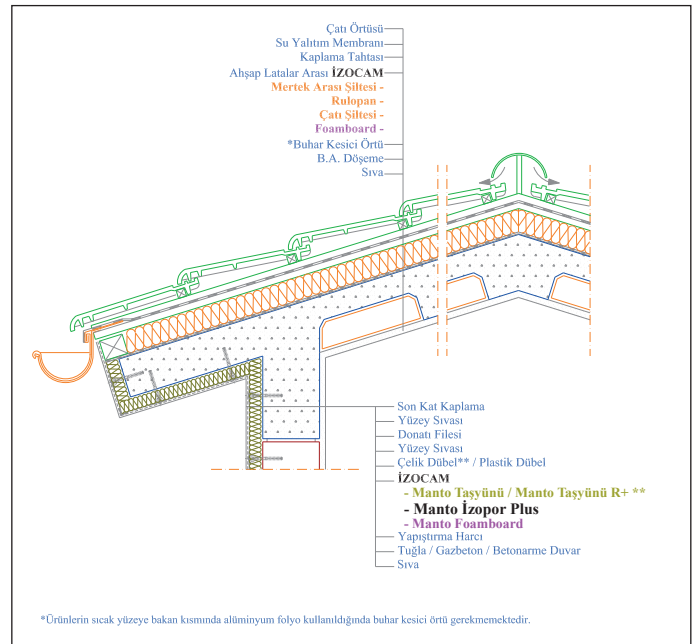 Çatı Örtüsü
Su Yalıtım Membranı
Kaplama Tahtası
Ahşap Latalar Arası İZOCAM
Mertek Arası Şiltesi -
Rulopan -
Çatı Şiltesi -
Foamboard -
*Buhar Kesici Örtü
B.A. Döşeme
Sıva
Son Kat Kaplama
Yüzey Sıvası
Donatı Filesi
Yüzey Sıvası
Çelik Dübel** / Plastik Dübel
İZOCAM
- Manto Taşyünü / Manto Taşyünü R+ **
- Manto İzopor Plus
- Manto Foamboard
Yapıştırma Harcı
Tuğla / Gazbeton / Betonarme Duvar
Sıva
*Ürünlerin sıcak yüzeye bakan kısmında alüminyum folyo kullanıldığında buhar kesici örtü gerekmemektedir.